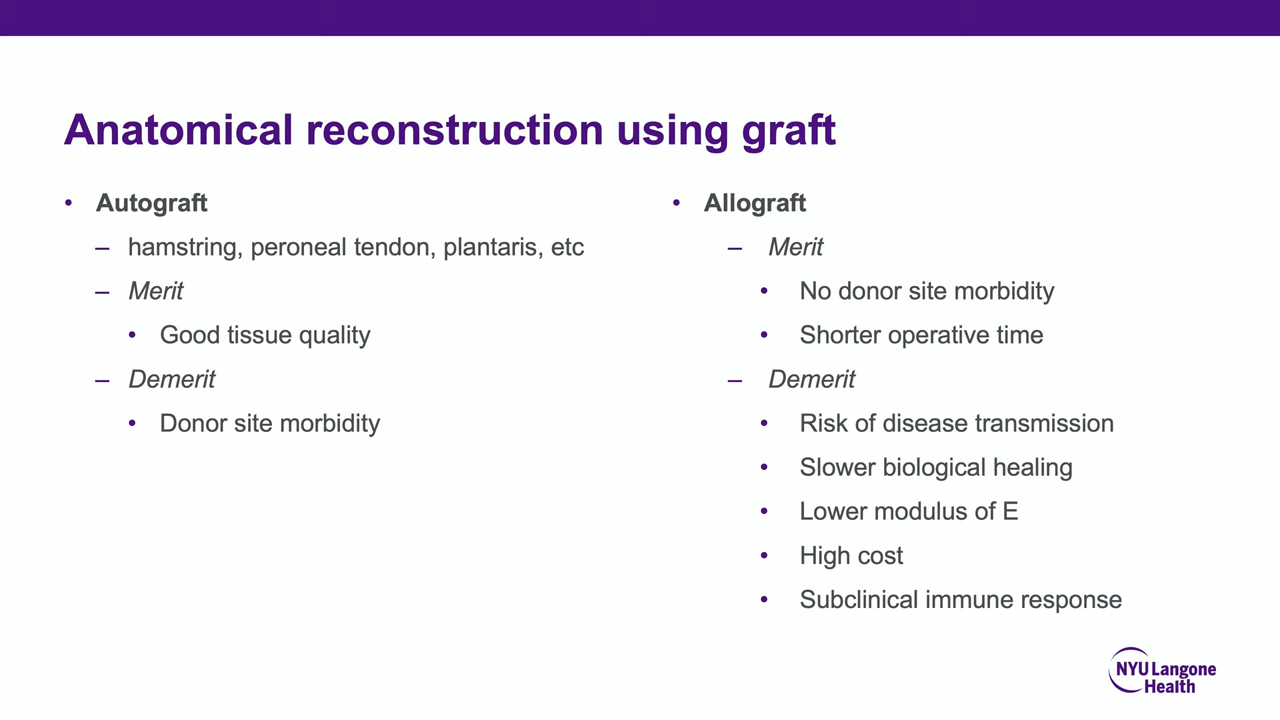 Anatomical reconstruction using graft
• Autograft
– hamstring, peroneal tendon, plantaris, etc
– Merit
• Good tissue quality
– Demerit
• Donor site morbidity
• Allograft
– Merit
• No donor site morbidity
• Shorter operative time
– Demerit
• Risk of disease transmission
• Slower biological healing
• Lower modulus of E
• High cost
• Subclinical immune response
NYU Langone
Health